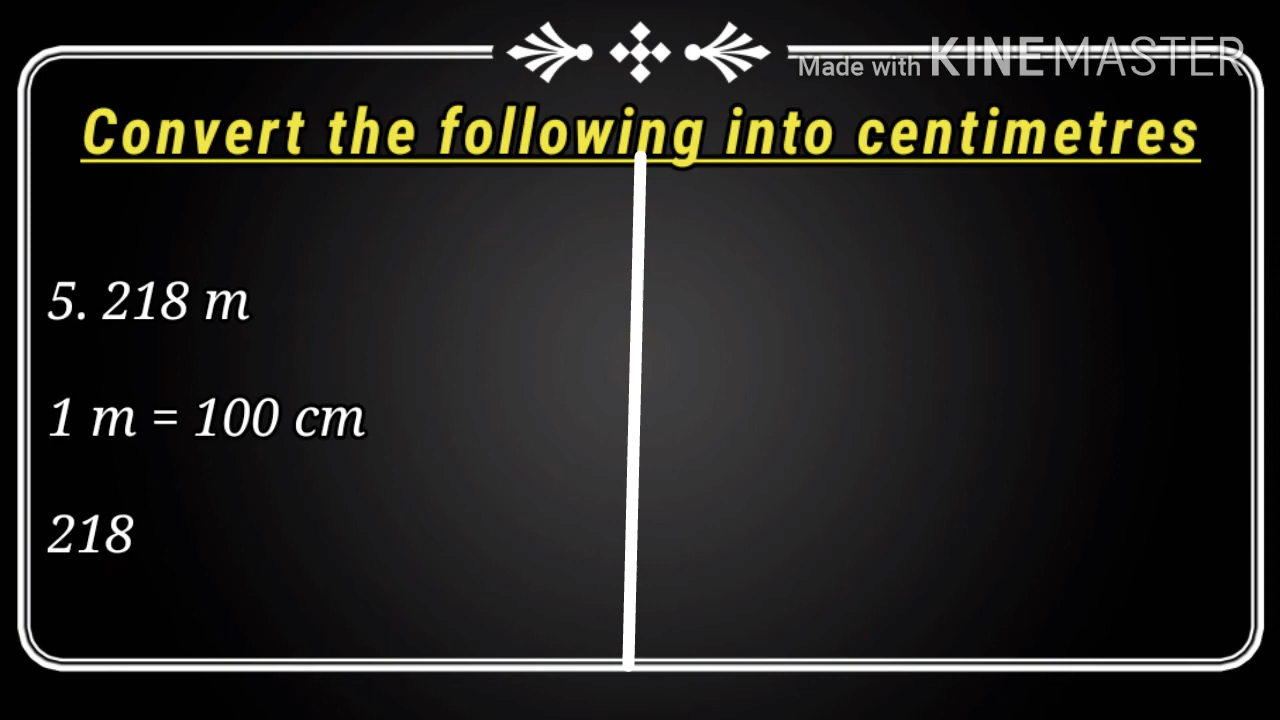 Made with KINEMASTER
Convert the following into centimetres
5. 218 m
1 m = 100 cm
218